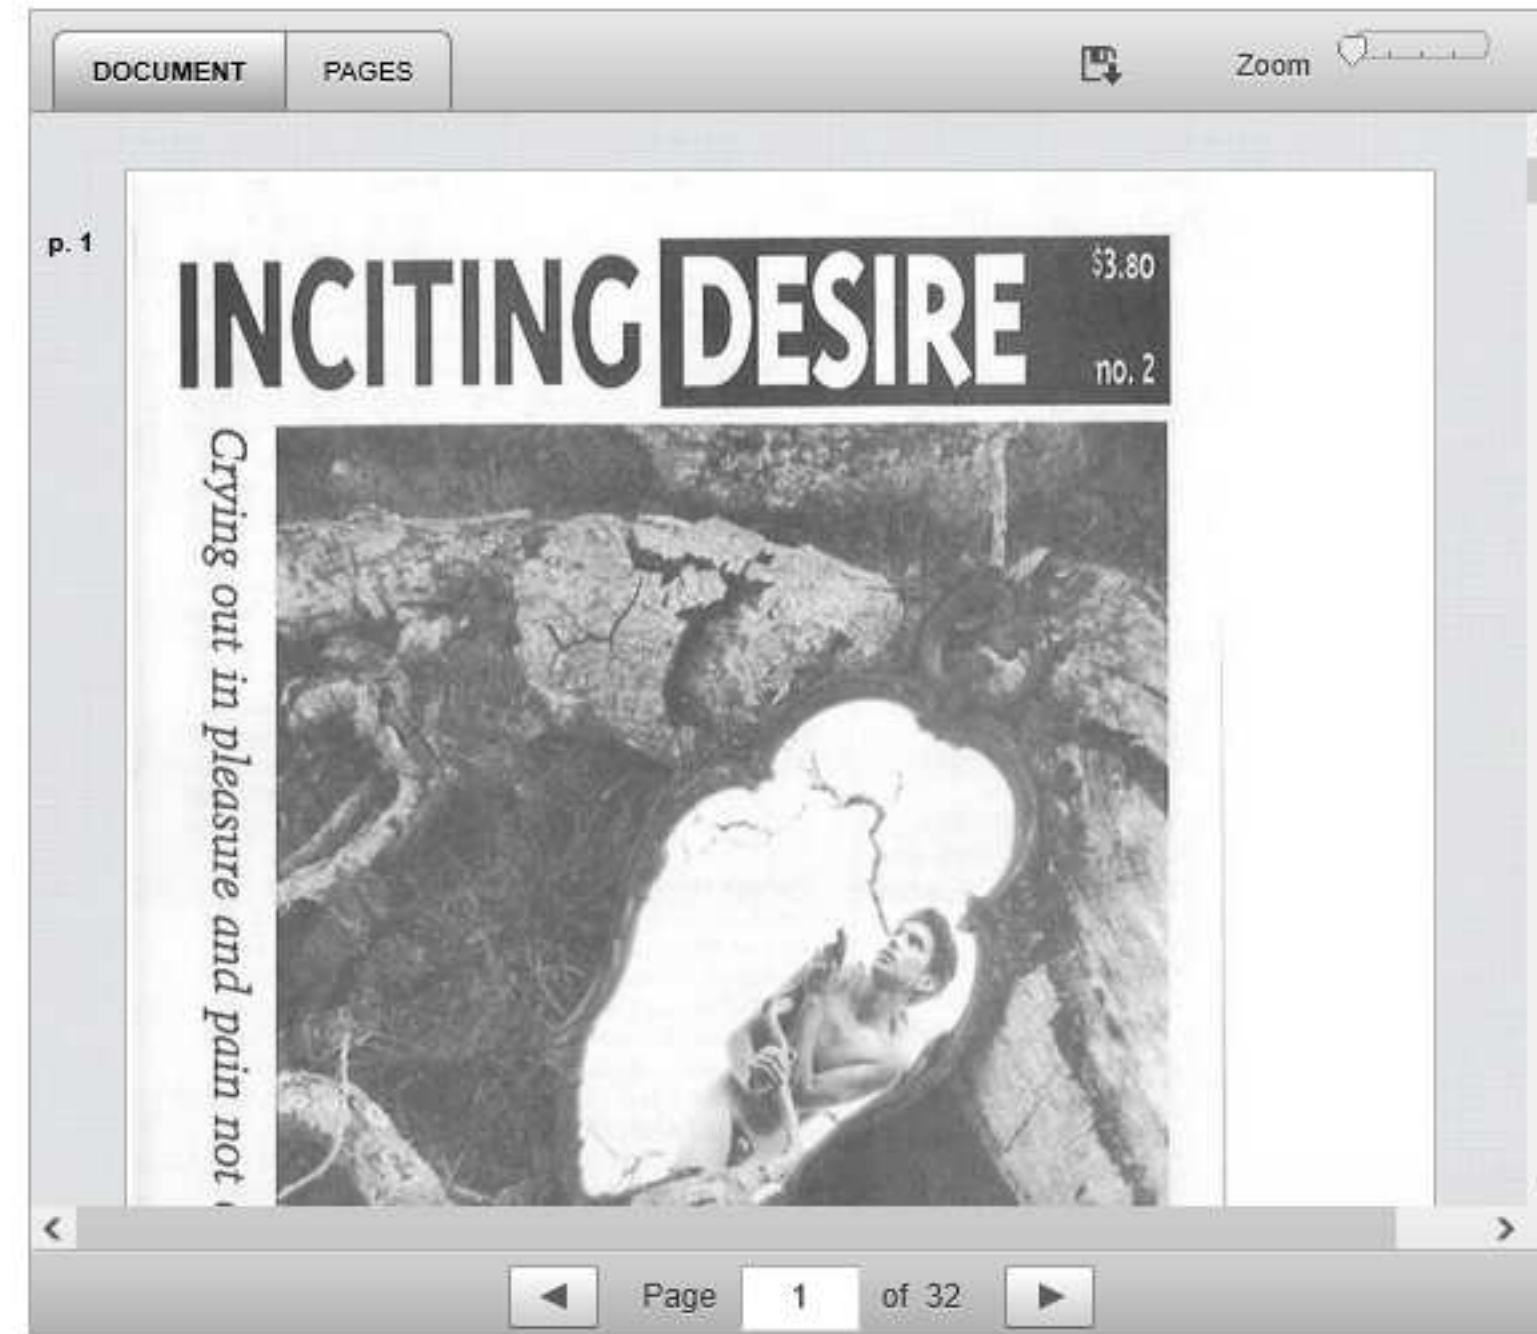 DOCUMENT
PAGES
Zoom
p. 1
INCITING DESIRE
$3.80
no. 2
Crying out in pleasure and pain not
Page 1 of 32